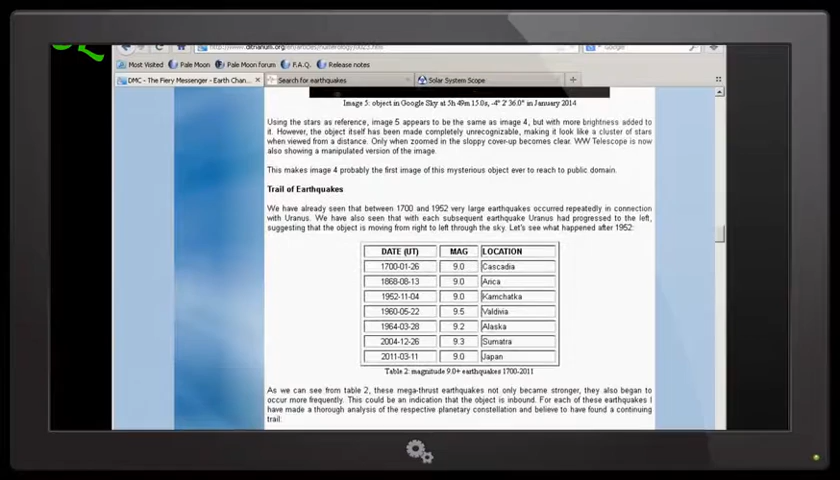 http://www.ditrianum.org/en/articles/numerology/0023.html
Google
Most Visited Pale Moon Pale Moon forum F.A.Q. Release notes
DMC - The Fiery Messenger - Earth Chan... Search for earthquakes Solar System Scope
Image 5: object in Google Sky at 5h 49m 15.0s, -4° 2' 36.0" in January 2014
Using the stars as reference, image 5 appears to be the same as image 4, but with more brightness added to
it. However, the object itself has been made completely unrecognizable, making it look like a cluster of stars
when viewed from a distance. Only when zoomed in the sloppy cover-up becomes clear. WW Telescope is now
also showing a manipulated version of the image.
This makes image 4 probably the first image of this mysterious object ever to reach to public domain.
Trail of Earthquakes
We have already seen that between 1700 and 1952 very large earthquakes occurred repeatedly in connection
with Uranus. We have also seen that with each subsequent earthquake Uranus had progressed to the left,
suggesting that the object is moving from right to left through the sky. Let's see what happened after 1952:
DATE (UT) MAG LOCATION
1700-01-26 9.0 Cascadia
1868-08-13 9.0 Arica
1952-11-04 9.0 Kamchatka
1960-05-22 9.5 Valdivia
1964-03-28 9.2 Alaska
2004-12-26 9.3 Sumatra
2011-03-11 9.0 Japan
Table 2: magnitude 9.0+ earthquakes 1700-2011
As we can see from table 2, these mega-thrust earthquakes not only became stronger, they also began to
occur more frequently. This could be an indication that the object is inbound. For each of these earthquakes I
have made a thorough analysis of the respective planetary constellation and believe to have found a continuing
trail: